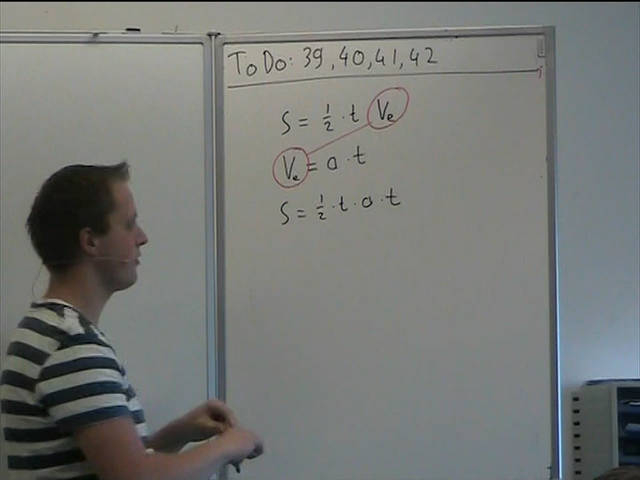 ToDo: 39, 40, 41, 42
S = ½ · t Ve
Ve = a · t
S = ½ · t · a · t